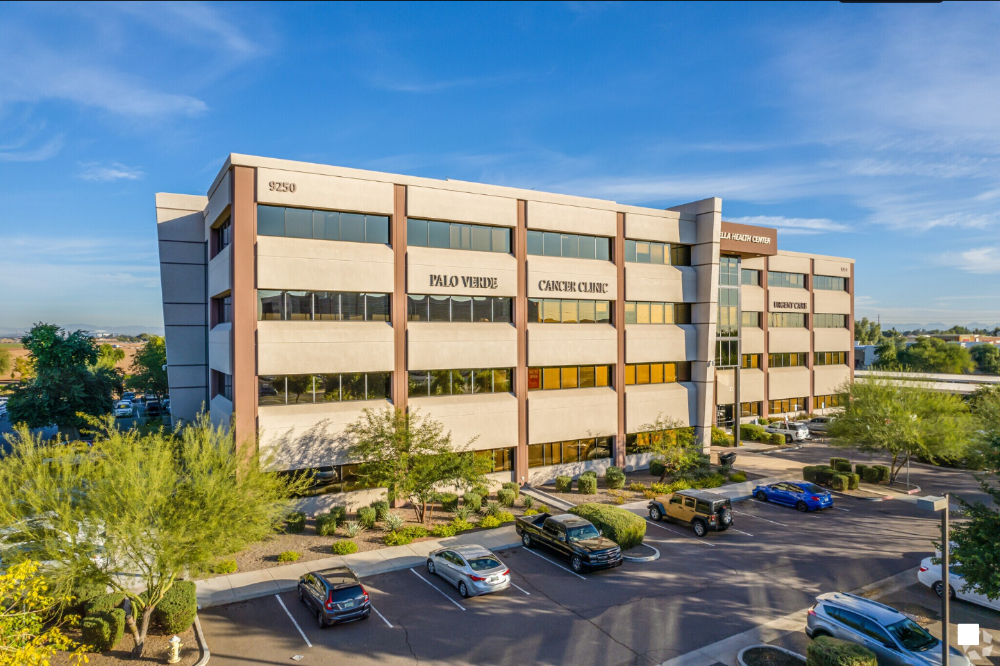 9250
ELLA HEALTH CENTER
PALO VERDE
CANCER CLINIC
URGENT CARE